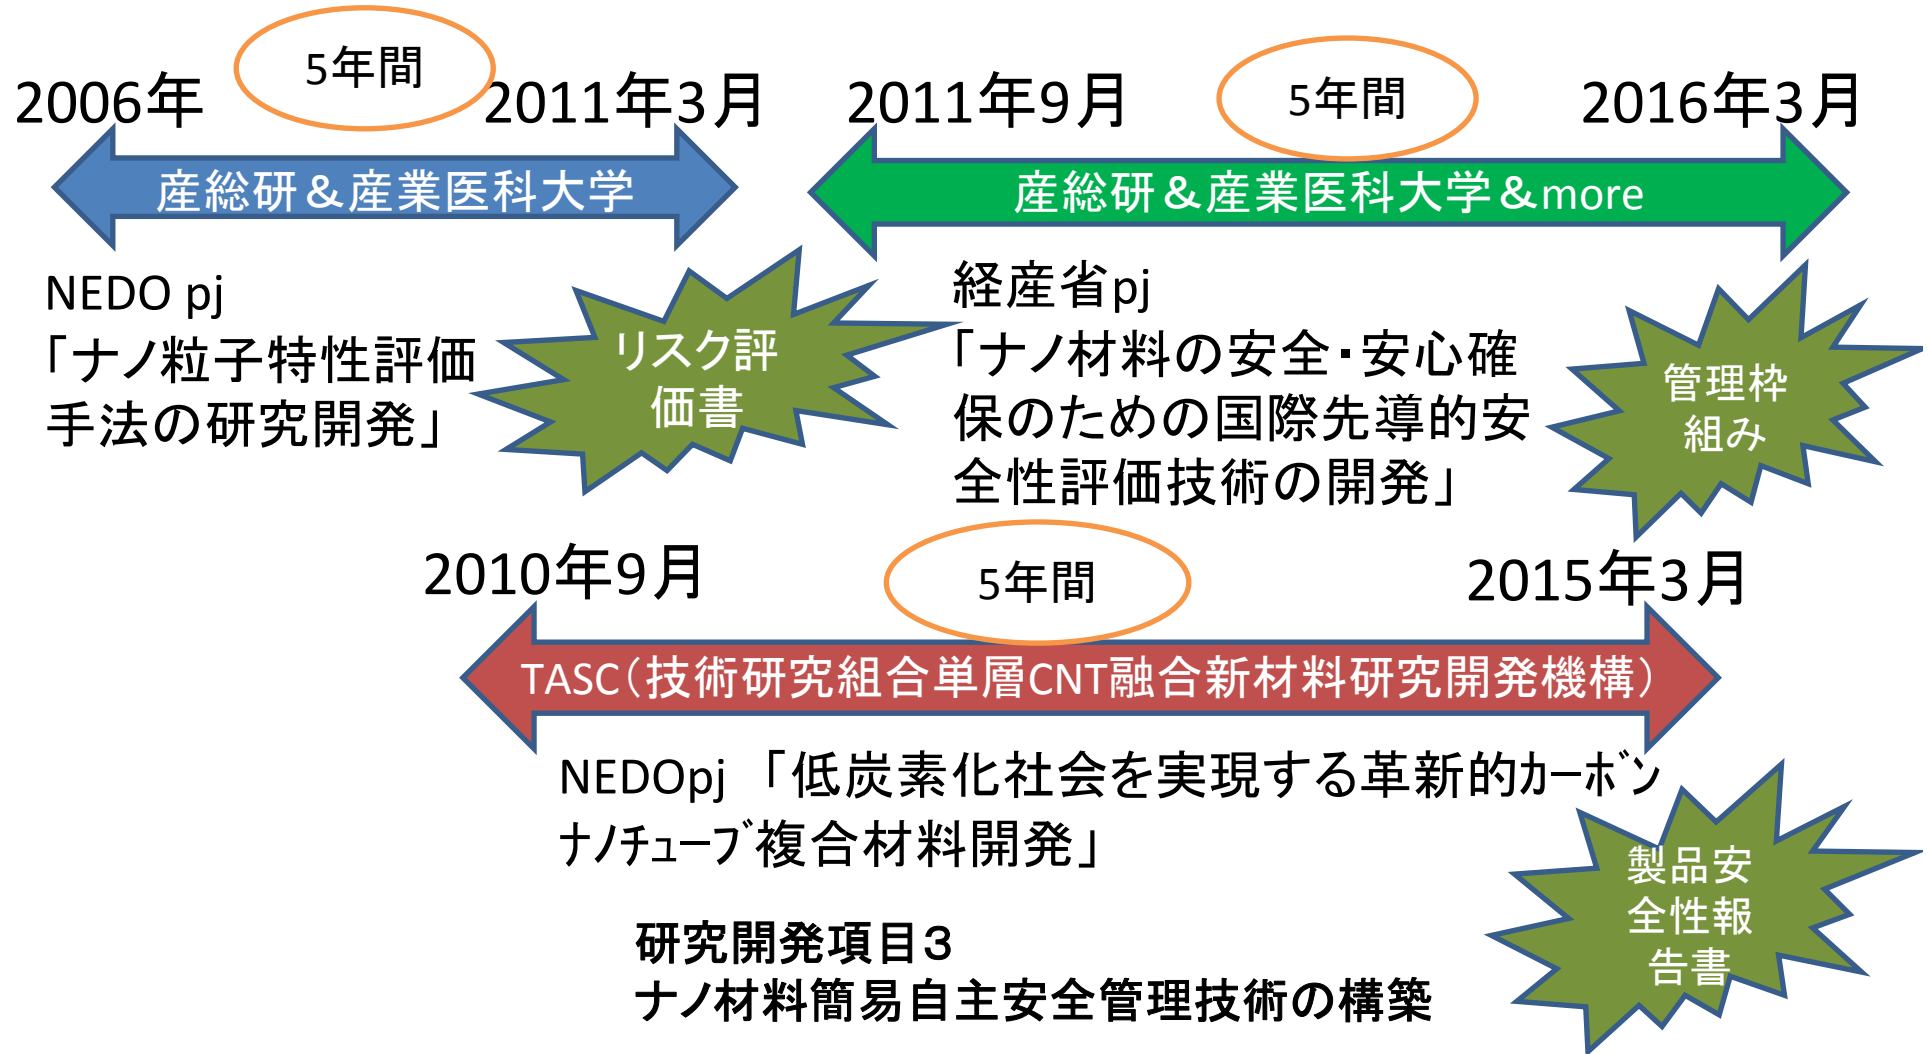 5年間
2006年
2011年3月
産総研＆産業医科大学
NEDO pj
「ナノ粒子特性評価
手法の研究開発」
リスク評
価書
5年間
2011年9月
2016年3月
産総研＆産業医科大学＆more
経産省pj
「ナノ材料の安全・安心確
保のための国際先導的安
全性評価技術の開発」
管理枠
組み
2010年9月
5年間
2015年3月
TASC（技術研究組合単層CNT融合新材料研究開発機構）
NEDOpj 「低炭素化社会を実現する革新的ｶｰﾎﾞﾝ
ﾅﾉﾁｭｰﾌﾞ複合材料開発」
研究開発項目３
ナノ材料簡易自主安全管理技術の構築
製品安
全性報
告書